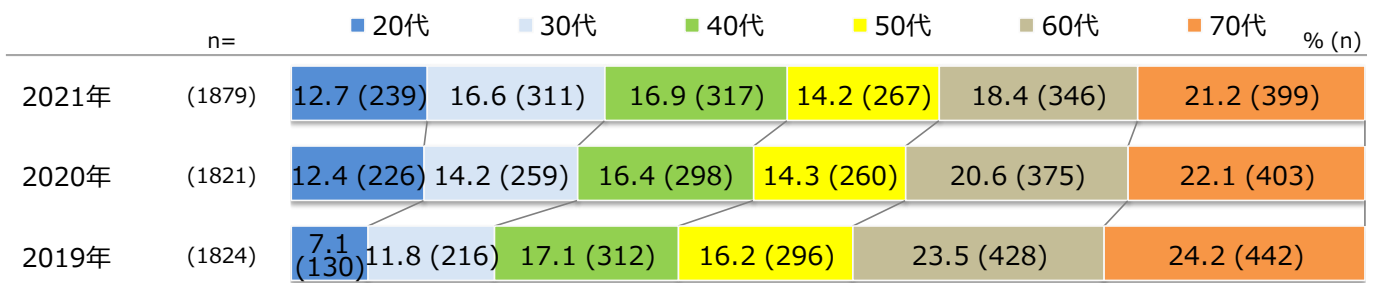 n= 20代 30代 40代 50代 60代 70代 % (n)
2021年 (1879) 12.7 (239) 16.6 (311) 16.9 (317) 14.2 (267) 18.4 (346) 21.2 (399)
2020年 (1821) 12.4 (226) 14.2 (259) 16.4 (298) 14.3 (260) 20.6 (375) 22.1 (403)
2019年 (1824) 7.1 (130) 11.8 (216) 17.1 (312) 16.2 (296) 23.5 (428) 24.2 (442)